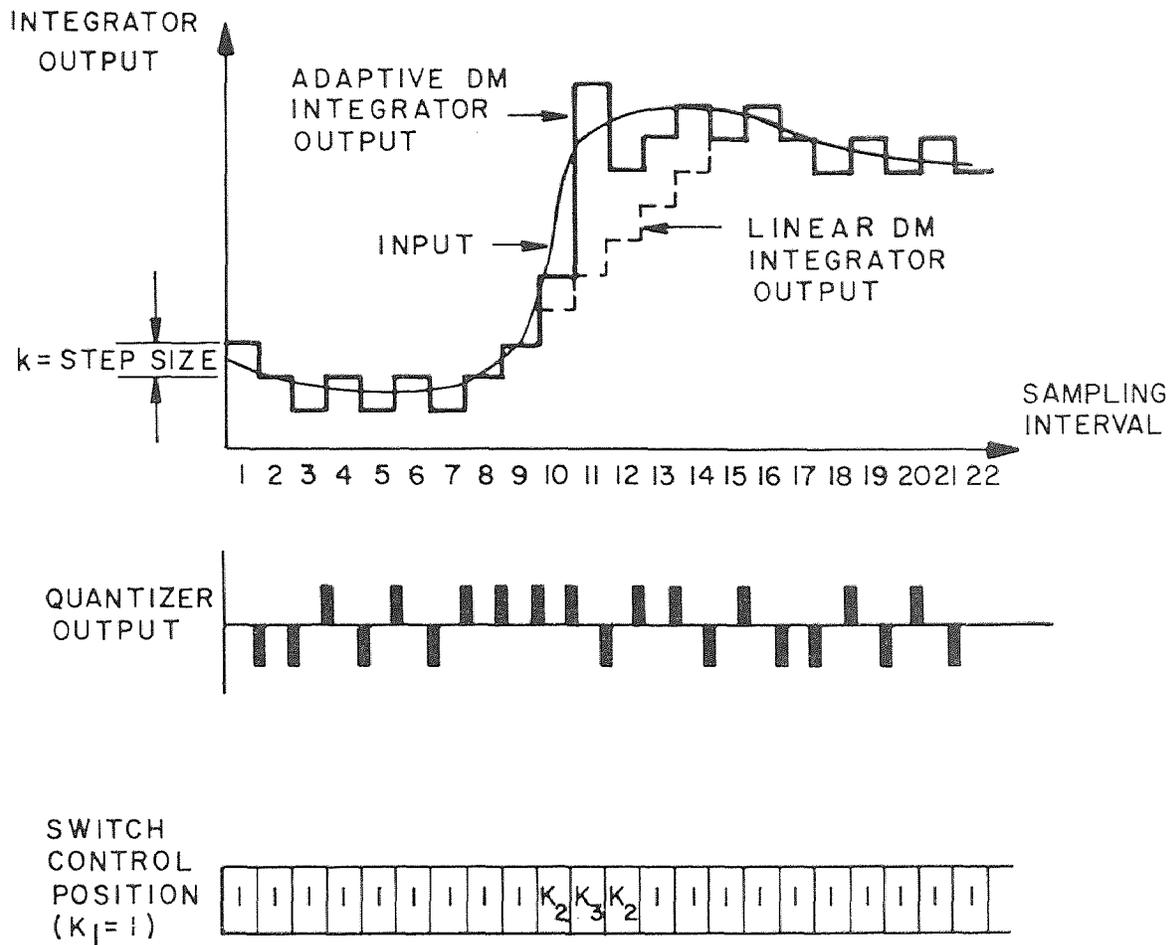 INTEGRATOR
OUTPUT
ADAPTIVE DM
INTEGRATOR
OUTPUT
INPUT
LINEAR DM
INTEGRATOR
OUTPUT
k = STEP SIZE
SAMPLING
INTERVAL
1 2 3 4 5 6 7 8 9 10 11 12 13 14 15 16 17 18 19 20 21 22
QUANTIZER
OUTPUT
SWITCH
CONTROL
POSITION
(K1 = 1)
1 1 1 1 1 1 1 1 1 K2 K3 K2 1 1 1 1 1 1 1 1 1